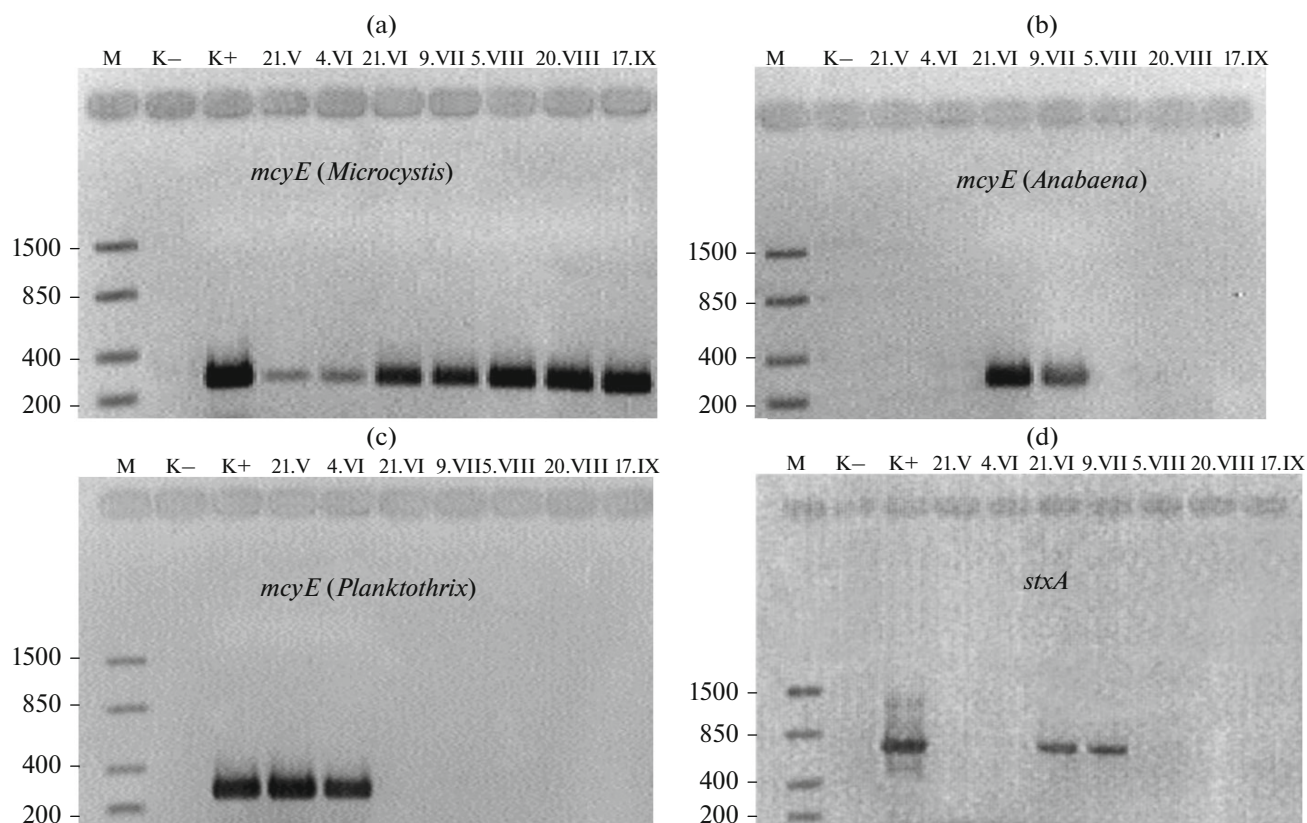 (a)
M K– K+ 21.V 4.VI 21.VI 9.VII 5.VIII 20.VIII 17.IX
mcyE (Microcystis)
1500
850
400
200
(b)
M K– 21.V 4.VI 21.VI 9.VII 5.VIII 20.VIII 17.IX
mcyE (Anabaena)
1500
850
400
200
(c)
M K– K+ 21.V 4.VI 21.VI 9.VII 5.VIII 20.VIII 17.IX
mcyE (Planktothrix)
1500
850
400
200
(d)
M K– K+ 21.V 4.VI 21.VI 9.VII 5.VIII 20.VIII 17.IX
stxA
1500
850
400
200